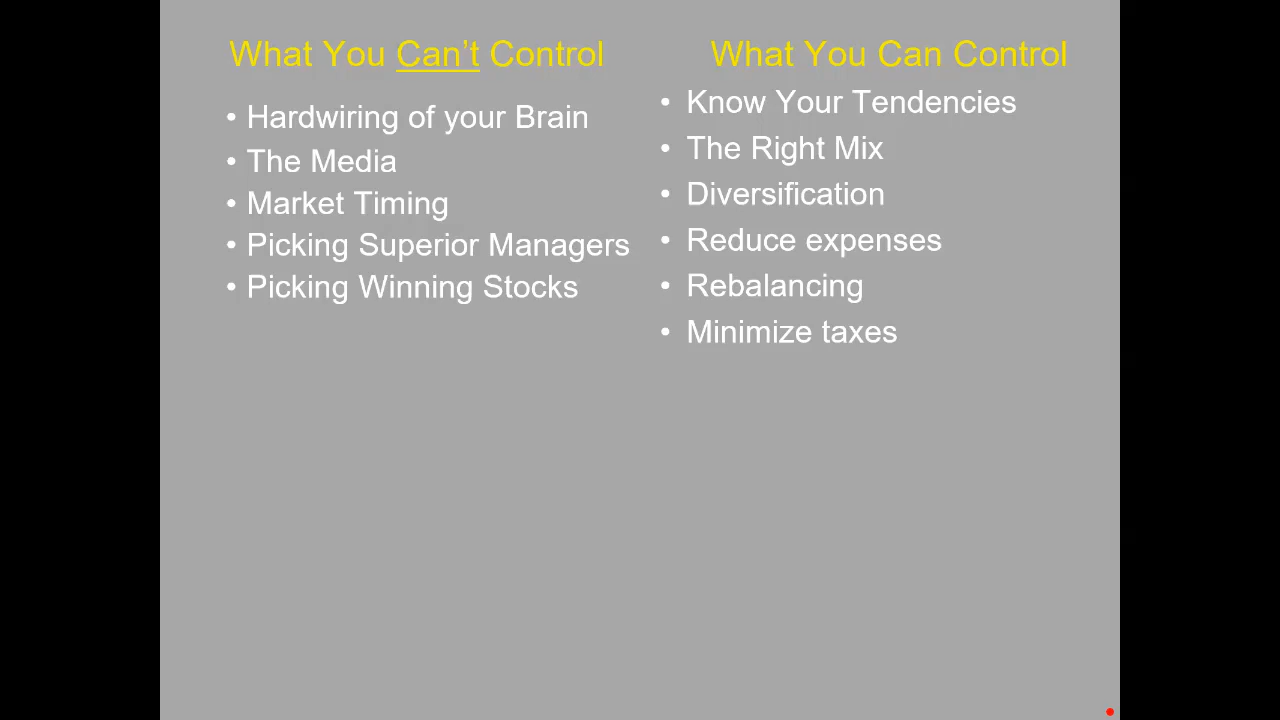 What You Can’t Control
• Hardwiring of your Brain
• The Media
• Market Timing
• Picking Superior Managers
• Picking Winning Stocks
What You Can Control
• Know Your Tendencies
• The Right Mix
• Diversification
• Reduce expenses
• Rebalancing
• Minimize taxes